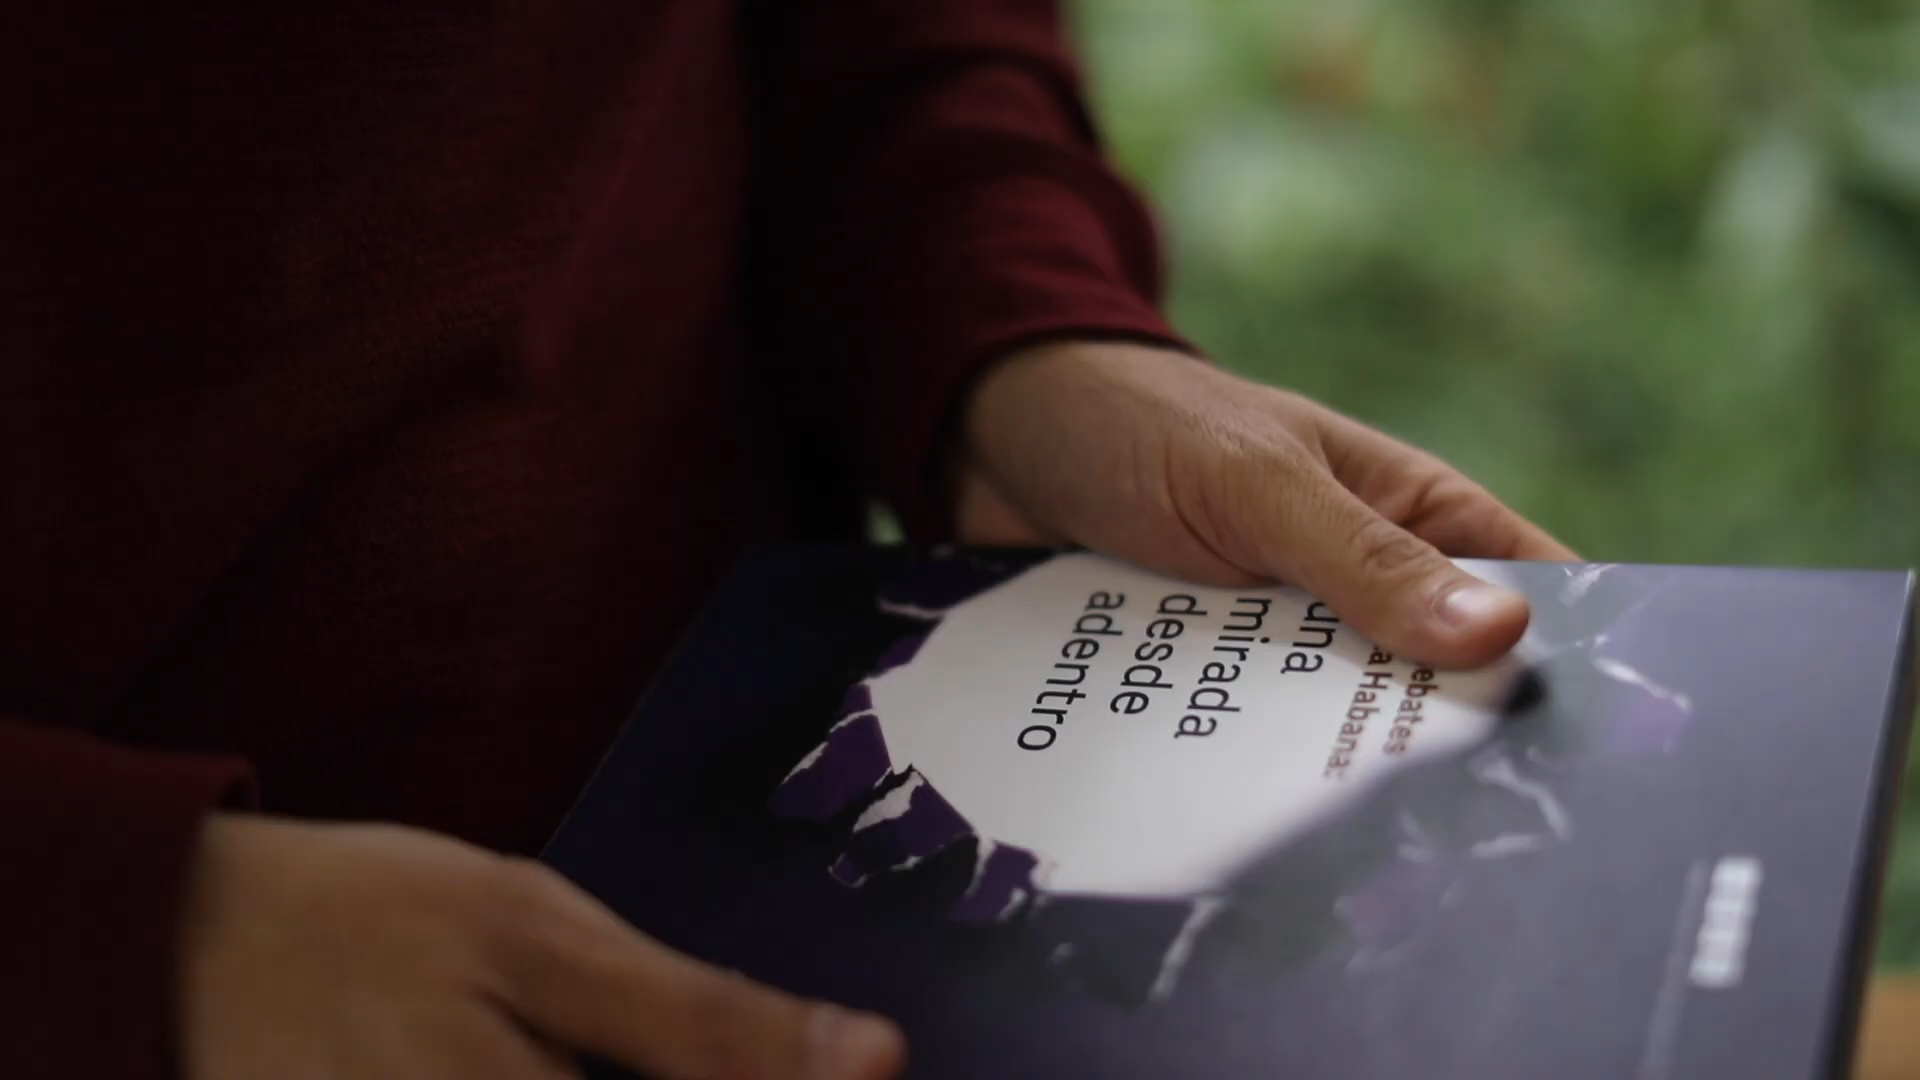 ebates
a Habana:
una
mirada
desde
adentro